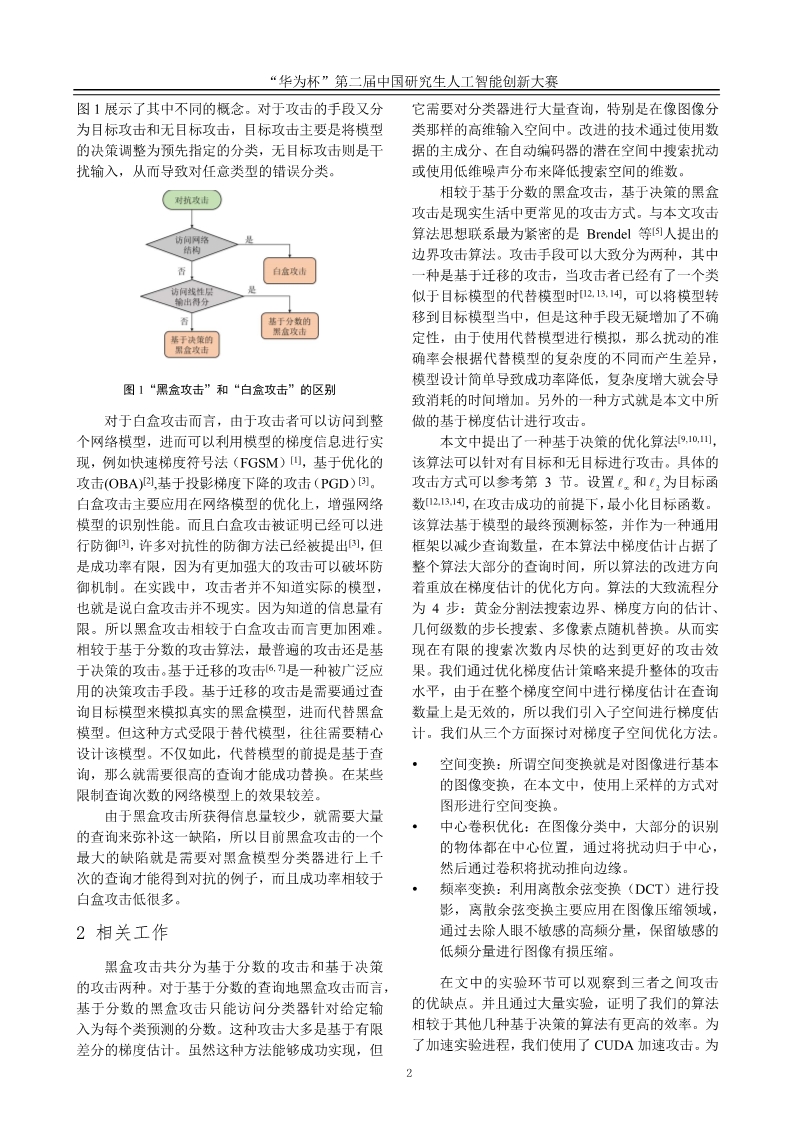 “华为杯”第二届中国研究生人工智能创新大赛
图 1 展示了其中不同的概念。对于攻击的手段又分
为目标攻击和无目标攻击，目标攻击主要是将模型
的决策调整为预先指定的分类，无目标攻击则是干
扰输入，从而导致对任意类型的错误分类。
对抗攻击
访问网络
结构
是
否
白盒攻击
访问线性层
输出得分
是
否
基于分数的
黑盒攻击
基于决策的
黑盒攻击
图 1 “黑盒攻击”和“白盒攻击”的区别
对于白盒攻击而言，由于攻击者可以访问到整
个网络模型，进而可以利用模型的梯度信息进行实
现，例如快速梯度符号法（FGSM）[1]，基于优化的
攻击(OBA)[2],基于投影梯度下降的攻击（PGD）[3]。
白盒攻击主要应用在网络模型的优化上，增强网络
模型的识别性能。而且白盒攻击被证明已经可以进
行防御[3]，许多对抗性的防御方法已经被提出[3]，但
是成功率有限，因为有更加强大的攻击可以破坏防
御机制。在实践中，攻击者并不知道实际的模型，
也就是说白盒攻击并不现实。因为知道的信息量有
限。所以黑盒攻击相较于白盒攻击而言更加困难。
相较于基于分数的攻击算法，最普遍的攻击还是基
于决策的攻击。基于迁移的攻击[6, 7]是一种被广泛应
用的决策攻击手段。基于迁移的攻击是需要通过查
询目标模型来模拟真实的黑盒模型，进而代替黑盒
模型。但这种方式受限于替代模型，往往需要精心
设计该模型。不仅如此，代替模型的前提是基于查
询，那么就需要很高的查询才能成功替换。在某些
限制查询次数的网络模型上的效果较差。
由于黑盒攻击所获得信息量较少，就需要大量
的查询来弥补这一缺陷，所以目前黑盒攻击的一个
最大的缺陷就是需要对黑盒模型分类器进行上千
次的查询才能得到对抗的例子，而且成功率相较于
白盒攻击低很多。
2 相关工作
黑盒攻击共分为基于分数的攻击和基于决策
的攻击两种。对于基于分数的查询地黑盒攻击而言，
基于分数的黑盒攻击只能访问分类器针对给定输
入为每个类预测的分数。这种攻击大多是基于有限
差分的梯度估计。虽然这种方法能够成功实现，但
它需要对分类器进行大量查询，特别是在像图像分
类那样的高维输入空间中。改进的技术通过使用数
据的主成分、在自动编码器的潜在空间中搜索扰动
或使用低维噪声分布来降低搜索空间的维数。
相较于基于分数的黑盒攻击，基于决策的黑盒
攻击是现实生活中更常见的攻击方式。与本文攻击
算法思想联系最为紧密的是 Brendel 等[5]人提出的
边界攻击算法。攻击手段可以大致分为两种，其中
一种是基于迁移的攻击，当攻击者已经有了一个类
似于目标模型的代替模型时[12, 13, 14]，可以将模型转
移到目标模型当中，但是这种手段无疑增加了不确
定性，由于使用代替模型进行模拟，那么扰动的准
确率会根据代替模型的复杂度的不同而产生差异，
模型设计简单导致成功率降低，复杂度增大就会导
致消耗的时间增加。另外的一种方式就是本文中所
做的基于梯度估计进行攻击。
本文中提出了一种基于决策的优化算法[9,10,11]，
该算法可以针对有目标和无目标进行攻击。具体的
攻击方式可以参考第 3 节。设置 ℓ∞ 和 ℓ2 为目标函
数[12,13,14]，在攻击成功的前提下，最小化目标函数。
该算法基于模型的最终预测标签，并作为一种通用
框架以减少查询数量，在本算法中梯度估计占据了
整个算法大部分的查询时间，所以算法的改进方向
着重放在梯度估计的优化方向。算法的大致流程分
为 4 步：黄金分割法搜索边界、梯度方向的估计、
几何级数的步长搜索、多像素点随机替换。从而实
现在有限的搜索次数内尽快的达到更好的攻击效
果。我们通过优化梯度估计策略来提升整体的攻击
水平，由于在整个梯度空间中进行梯度估计在查询
数量上是无效的，所以我们引入子空间进行梯度估
计。我们从三个方面探讨对梯度子空间优化方法。
• 空间变换：所谓空间变换就是对图像进行基本
的图像变换，在本文中，使用上采样的方式对
图形进行空间变换。
• 中心卷积优化：在图像分类中，大部分的识别
的物体都在中心位置，通过将扰动归于中心，
然后通过卷积将扰动推向边缘。
• 频率变换：利用离散余弦变换（DCT）进行投
影，离散余弦变换主要应用在图像压缩领域，
通过去除人眼不敏感的高频分量，保留敏感的
低频分量进行图像有损压缩。
在文中的实验环节可以观察到三者之间攻击
的优缺点。并且通过大量实验，证明了我们的算法
相较于其他几种基于决策的算法有更高的效率。为
了加速实验进程，我们使用了 CUDA 加速攻击。为
2